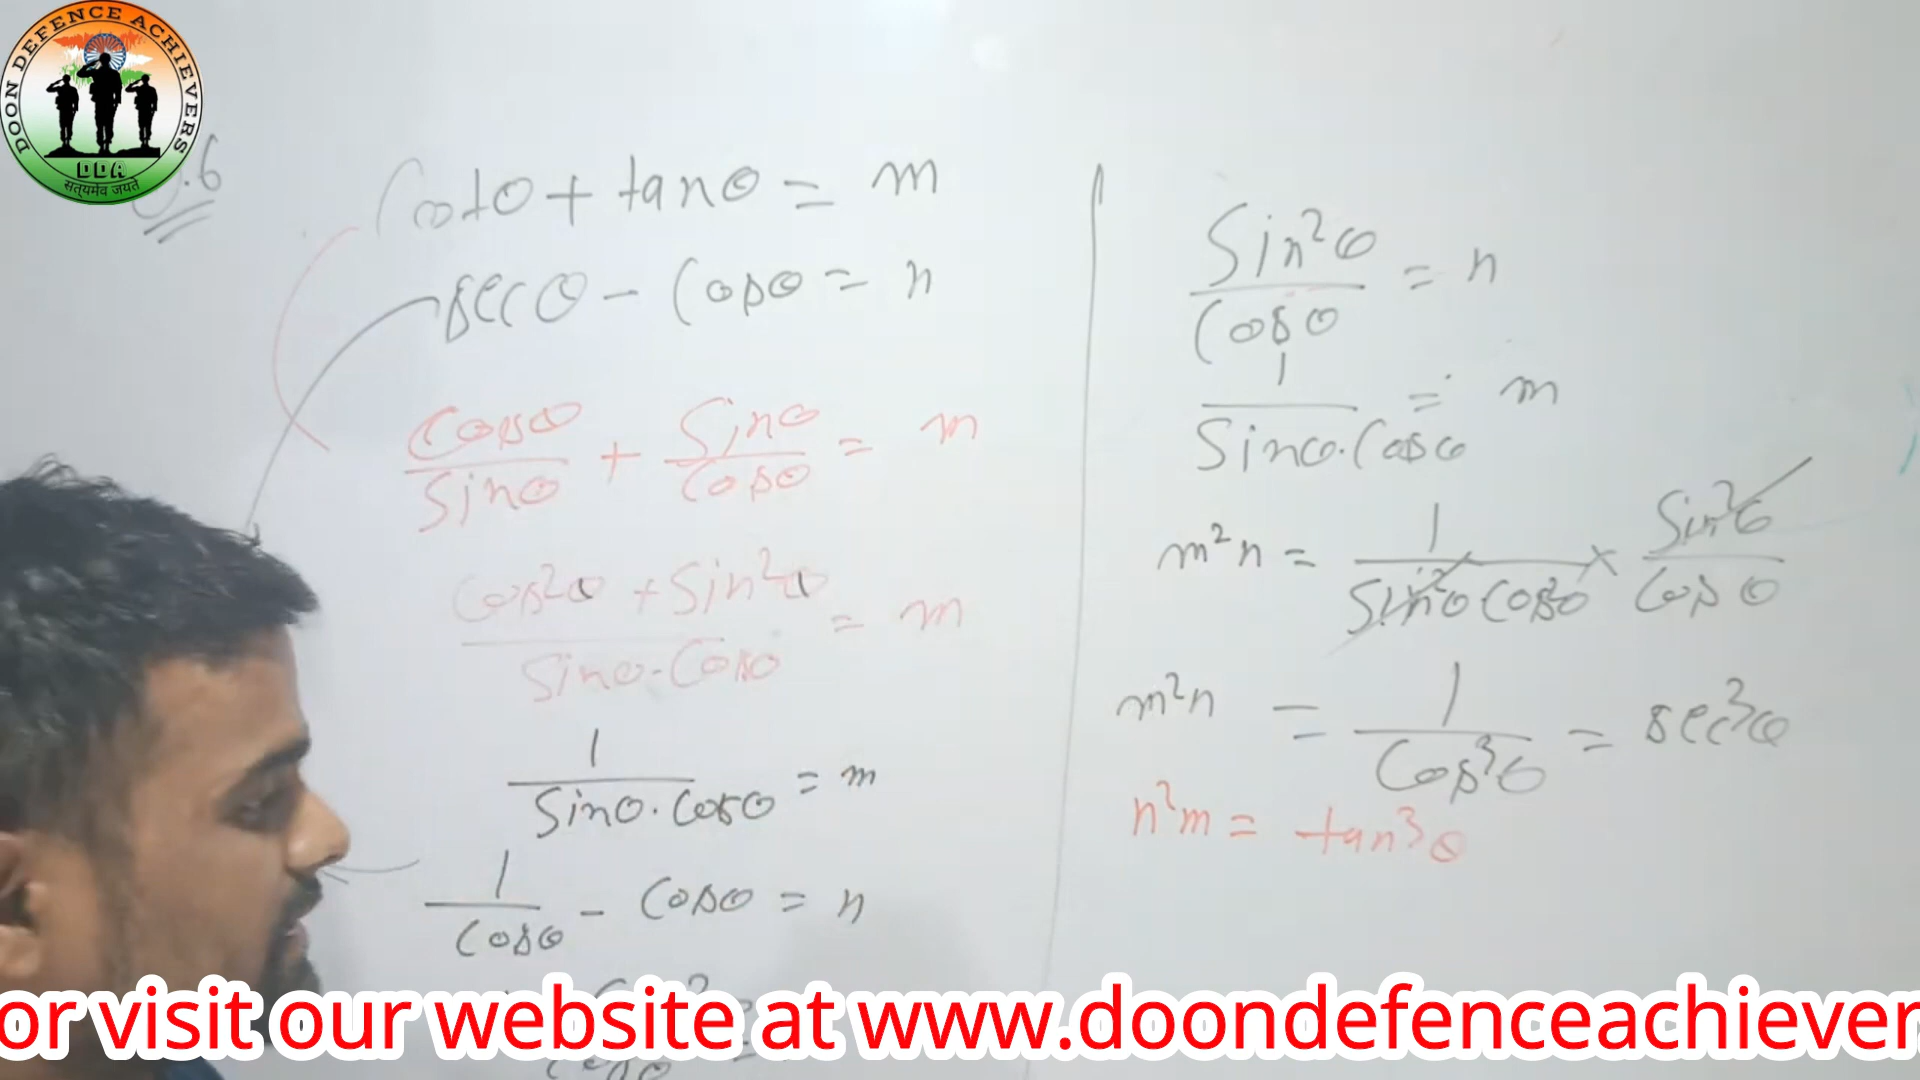 DOON DEFENCE ACHIEVERS
DDA
सत्यमेव जयते
.6
Cotθ + tanθ = m
secθ - Cosθ = n
Cosθ/Sinθ + Sinθ/Cosθ = m
Cos²θ + Sin²θ / Sinθ.Cosθ = m
1/Sinθ.Cosθ = m
1/Cosθ - Cosθ = n
Sin²θ/Cosθ = n
1/Sinθ.Cosθ = m
m²n = 1/Sin²θ Cos²θ × Sin²θ/Cosθ
m²n = 1/Cos³θ = sec³θ
n²m = tan³θ
or visit our website at www.doondefenceachiever